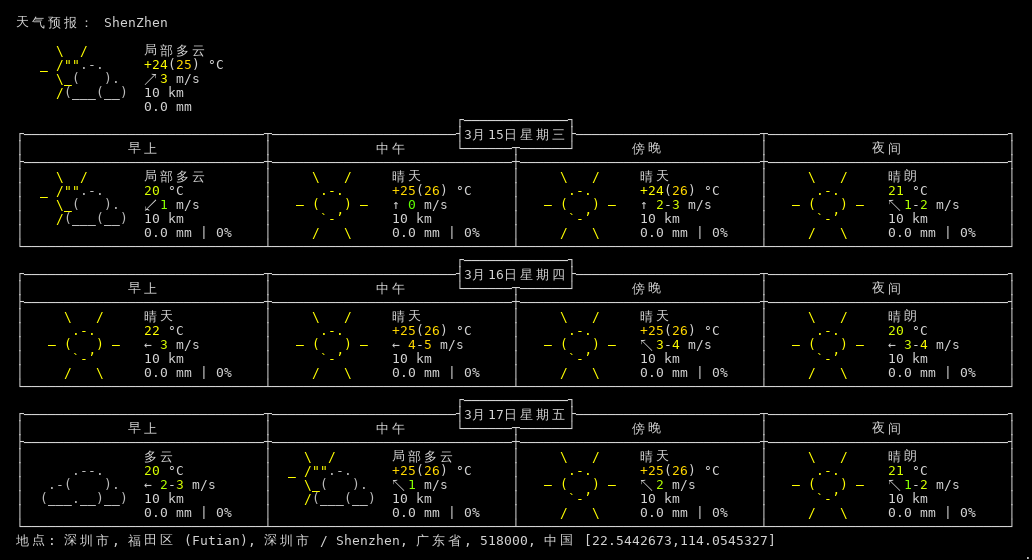 天气预报： ShenZhen
局部多云
+24(25) °C
↗3 m/s
10 km
0.0 mm
3月15日星期三
早上 中午 傍晚 夜间
局部多云 晴天 晴天 晴朗
20 °C +25(26) °C +24(26) °C 21 °C
↙1 m/s ↑ 0 m/s ↑ 2-3 m/s ↖1-2 m/s
10 km 10 km 10 km 10 km
0.0 mm | 0% 0.0 mm | 0% 0.0 mm | 0% 0.0 mm | 0%
3月16日星期四
早上 中午 傍晚 夜间
晴天 晴天 晴天 晴朗
22 °C +25(26) °C +25(26) °C 20 °C
← 3 m/s ← 4-5 m/s ↖3-4 m/s ← 3-4 m/s
10 km 10 km 10 km 10 km
0.0 mm | 0% 0.0 mm | 0% 0.0 mm | 0% 0.0 mm | 0%
3月17日星期五
早上 中午 傍晚 夜间
多云 局部多云 晴天 晴朗
20 °C +25(26) °C +25(26) °C 21 °C
← 2-3 m/s ↖1 m/s ↖2 m/s ↖1-2 m/s
10 km 10 km 10 km 10 km
0.0 mm | 0% 0.0 mm | 0% 0.0 mm | 0% 0.0 mm | 0%
地点: 深圳市, 福田区 (Futian), 深圳市 / Shenzhen, 广东省, 518000, 中国 [22.5442673,114.0545327]